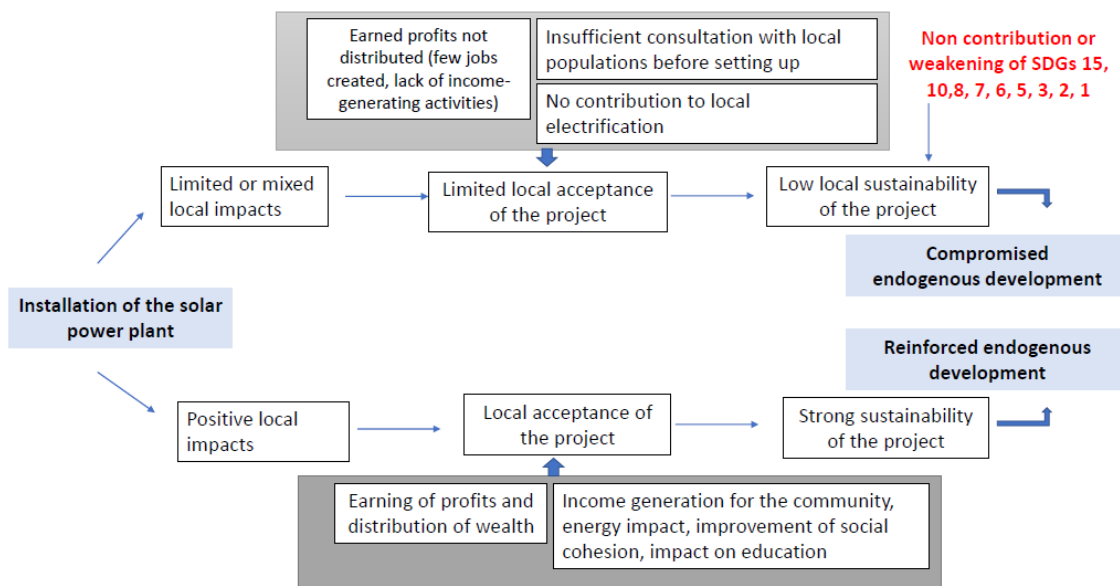 Earned profits not
distributed (few jobs
created, lack of income-
generating activities)
Insufficient consultation with local
populations before setting up
No contribution to local
electrification
Non contribution or
weakening of SDGs 15,
10,8, 7, 6, 5, 3, 2, 1
Limited or mixed
local impacts
Limited local acceptance
of the project
Low local sustainability
of the project
Compromised
endogenous development
Installation of the solar
power plant
Reinforced endogenous
development
Positive local
impacts
Local acceptance of
the project
Strong sustainability
of the project
Earning of profits and
distribution of wealth
Income generation for the community,
energy impact, improvement of social
cohesion, impact on education